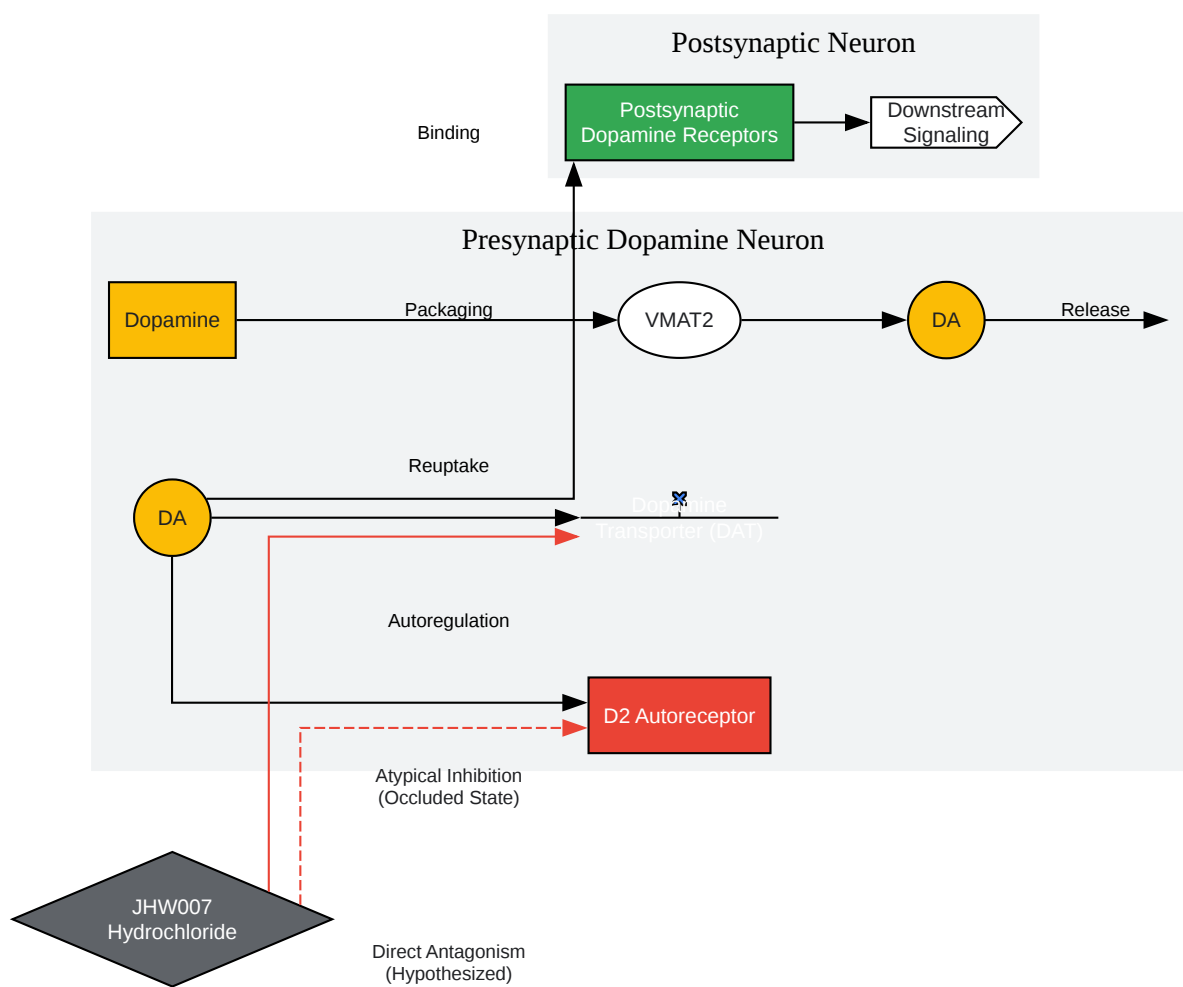 Postsynaptic Neuron
Postsynaptic
Dopamine Receptors
Downstream
Signaling
Binding
Presynaptic Dopamine Neuron
Dopamine
Packaging
VMAT2
DA
Release
Reuptake
DA
Dopamine
Transporter (DAT)
Autoregulation
D2 Autoreceptor
Atypical Inhibition
(Occluded State)
JHW007
Hydrochloride
Direct Antagonism
(Hypothesized)